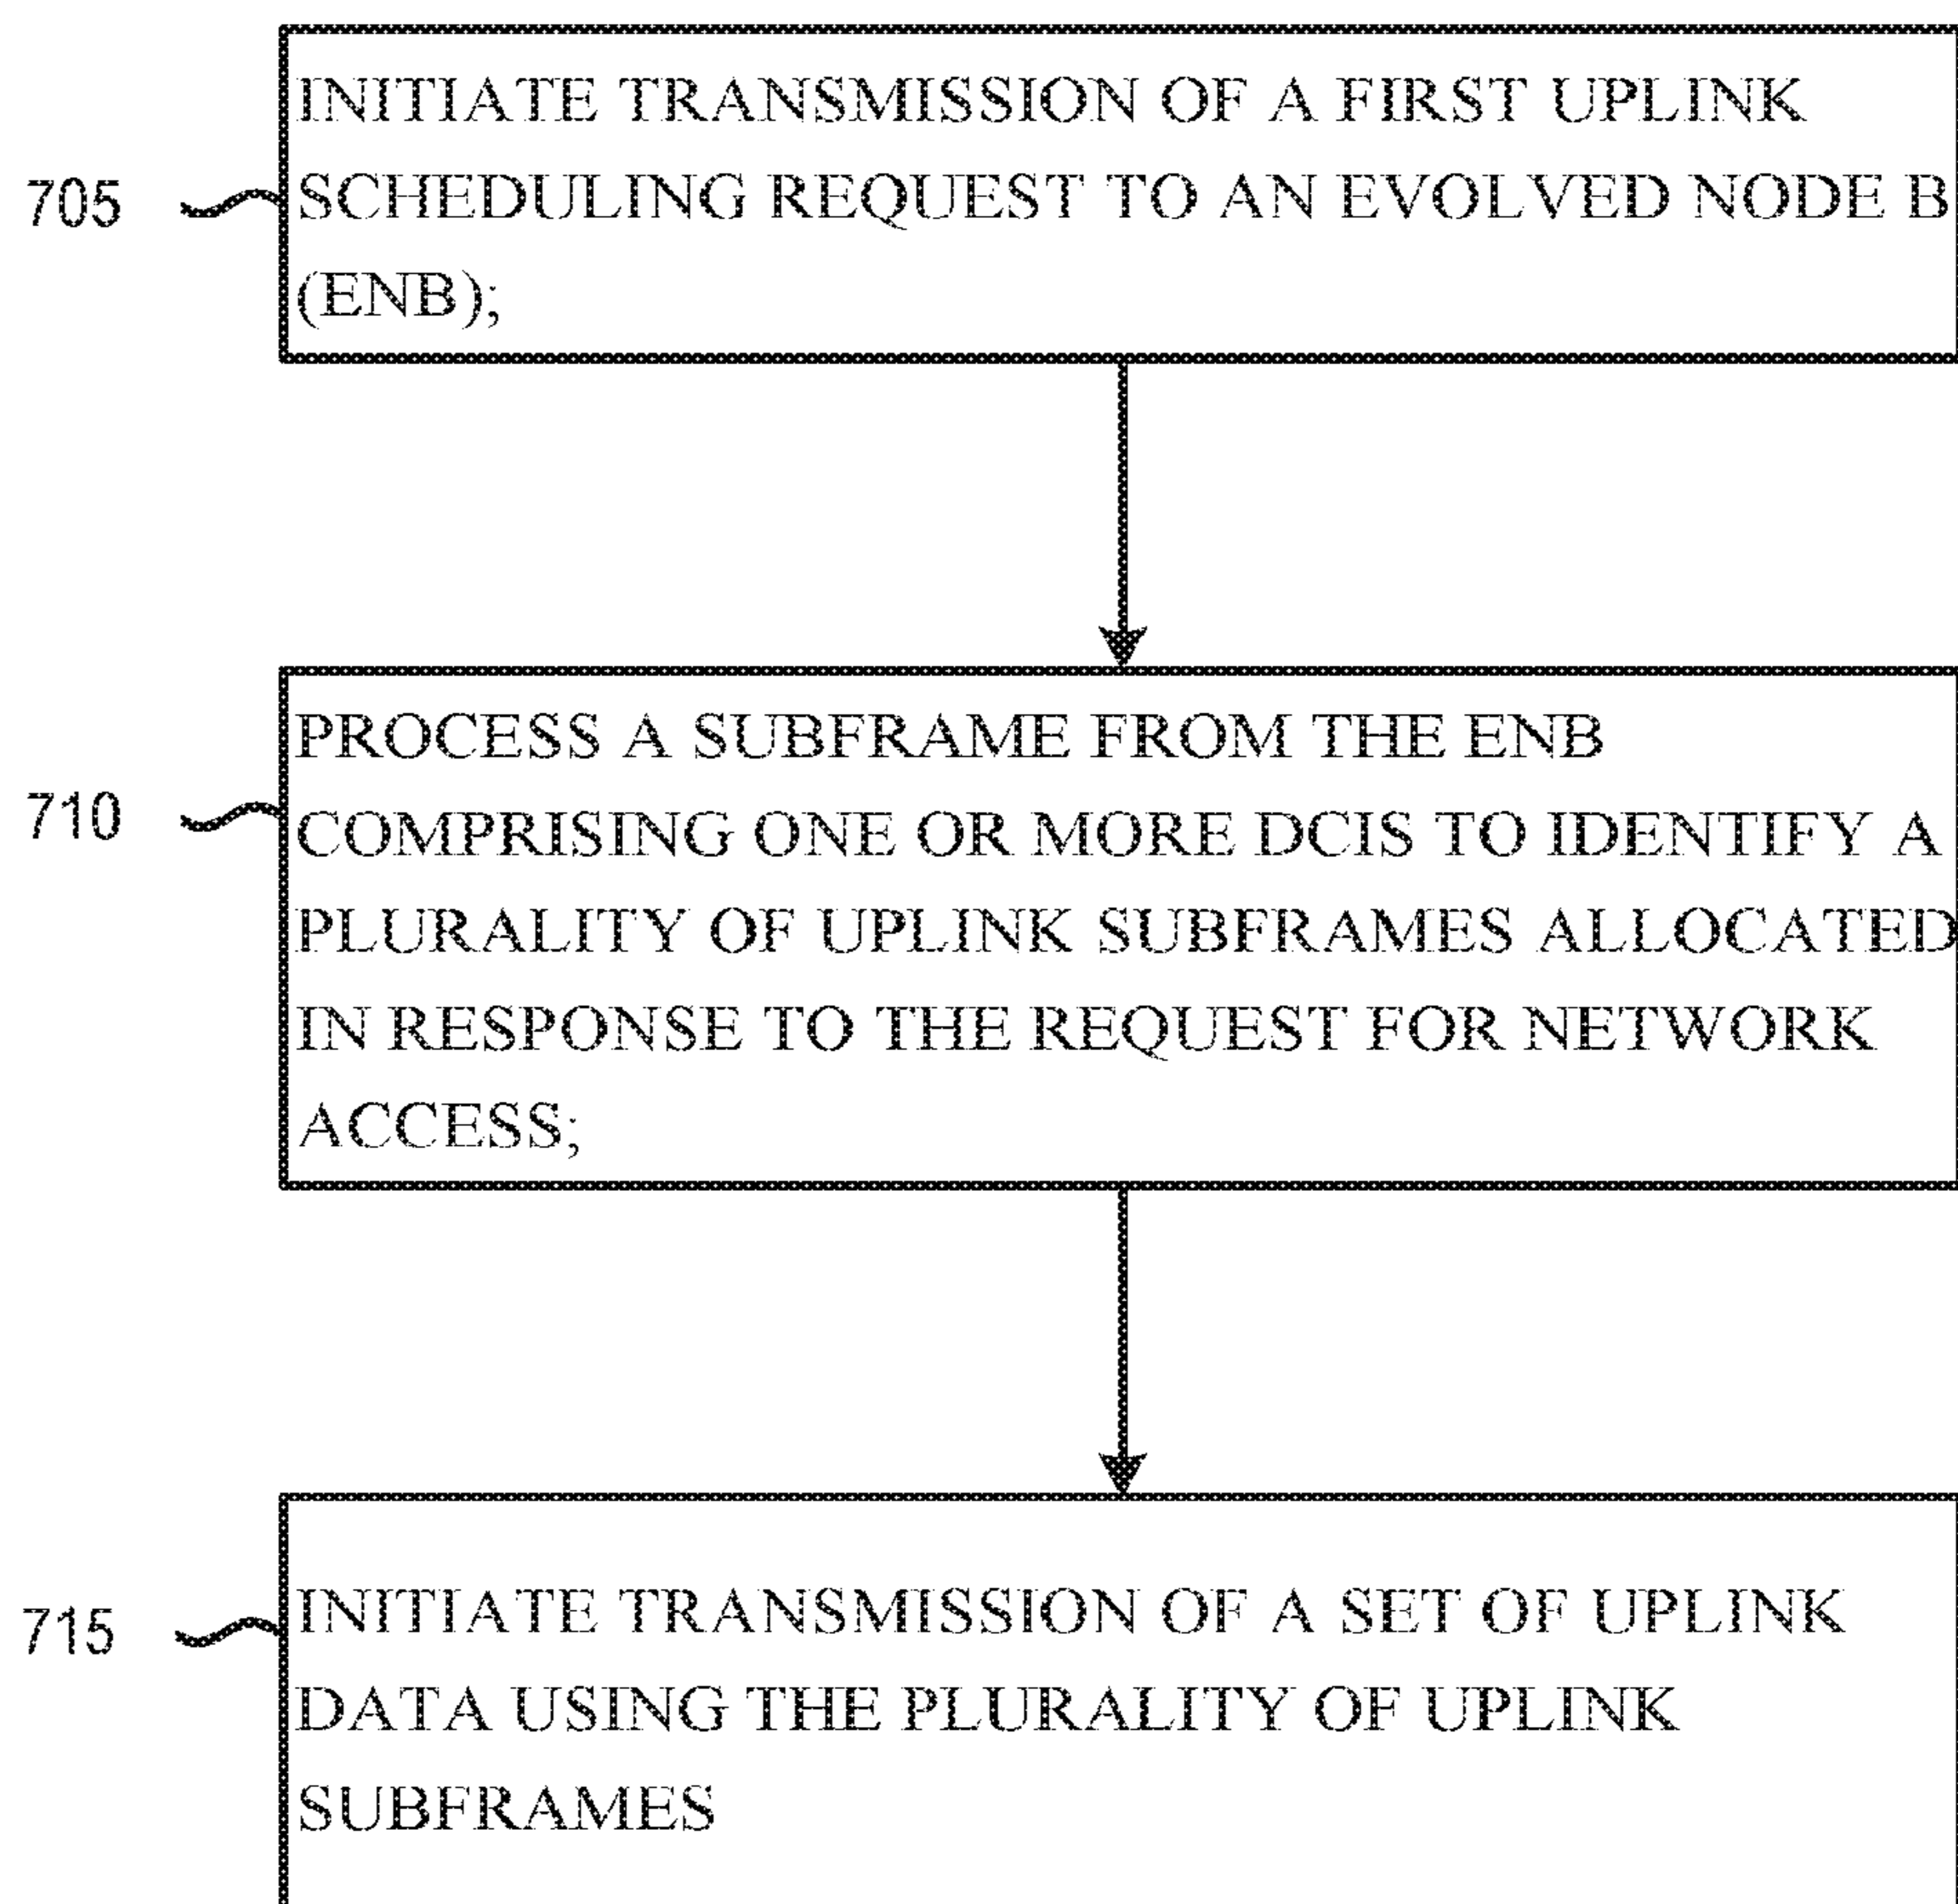 INITIATE TRANSMISSION OF A FIRST UPLINK
705 SCHEDULING REQUEST TO AN EVOLVED NODE B
(ENB);
PROCESS A SUBFRAME FROM THE ENB
710 COMPRISING ONE OR MORE DCIS TO IDENTIFY A
PLURALITY OF UPLINK SUBFRAMES ALLOCATED
IN RESPONSE TO THE REQUEST FOR NETWORK
ACCESS;
715 INITIATE TRANSMISSION OF A SET OF UPLINK
DATA USING THE PLURALITY OF UPLINK
SUBFRAMES